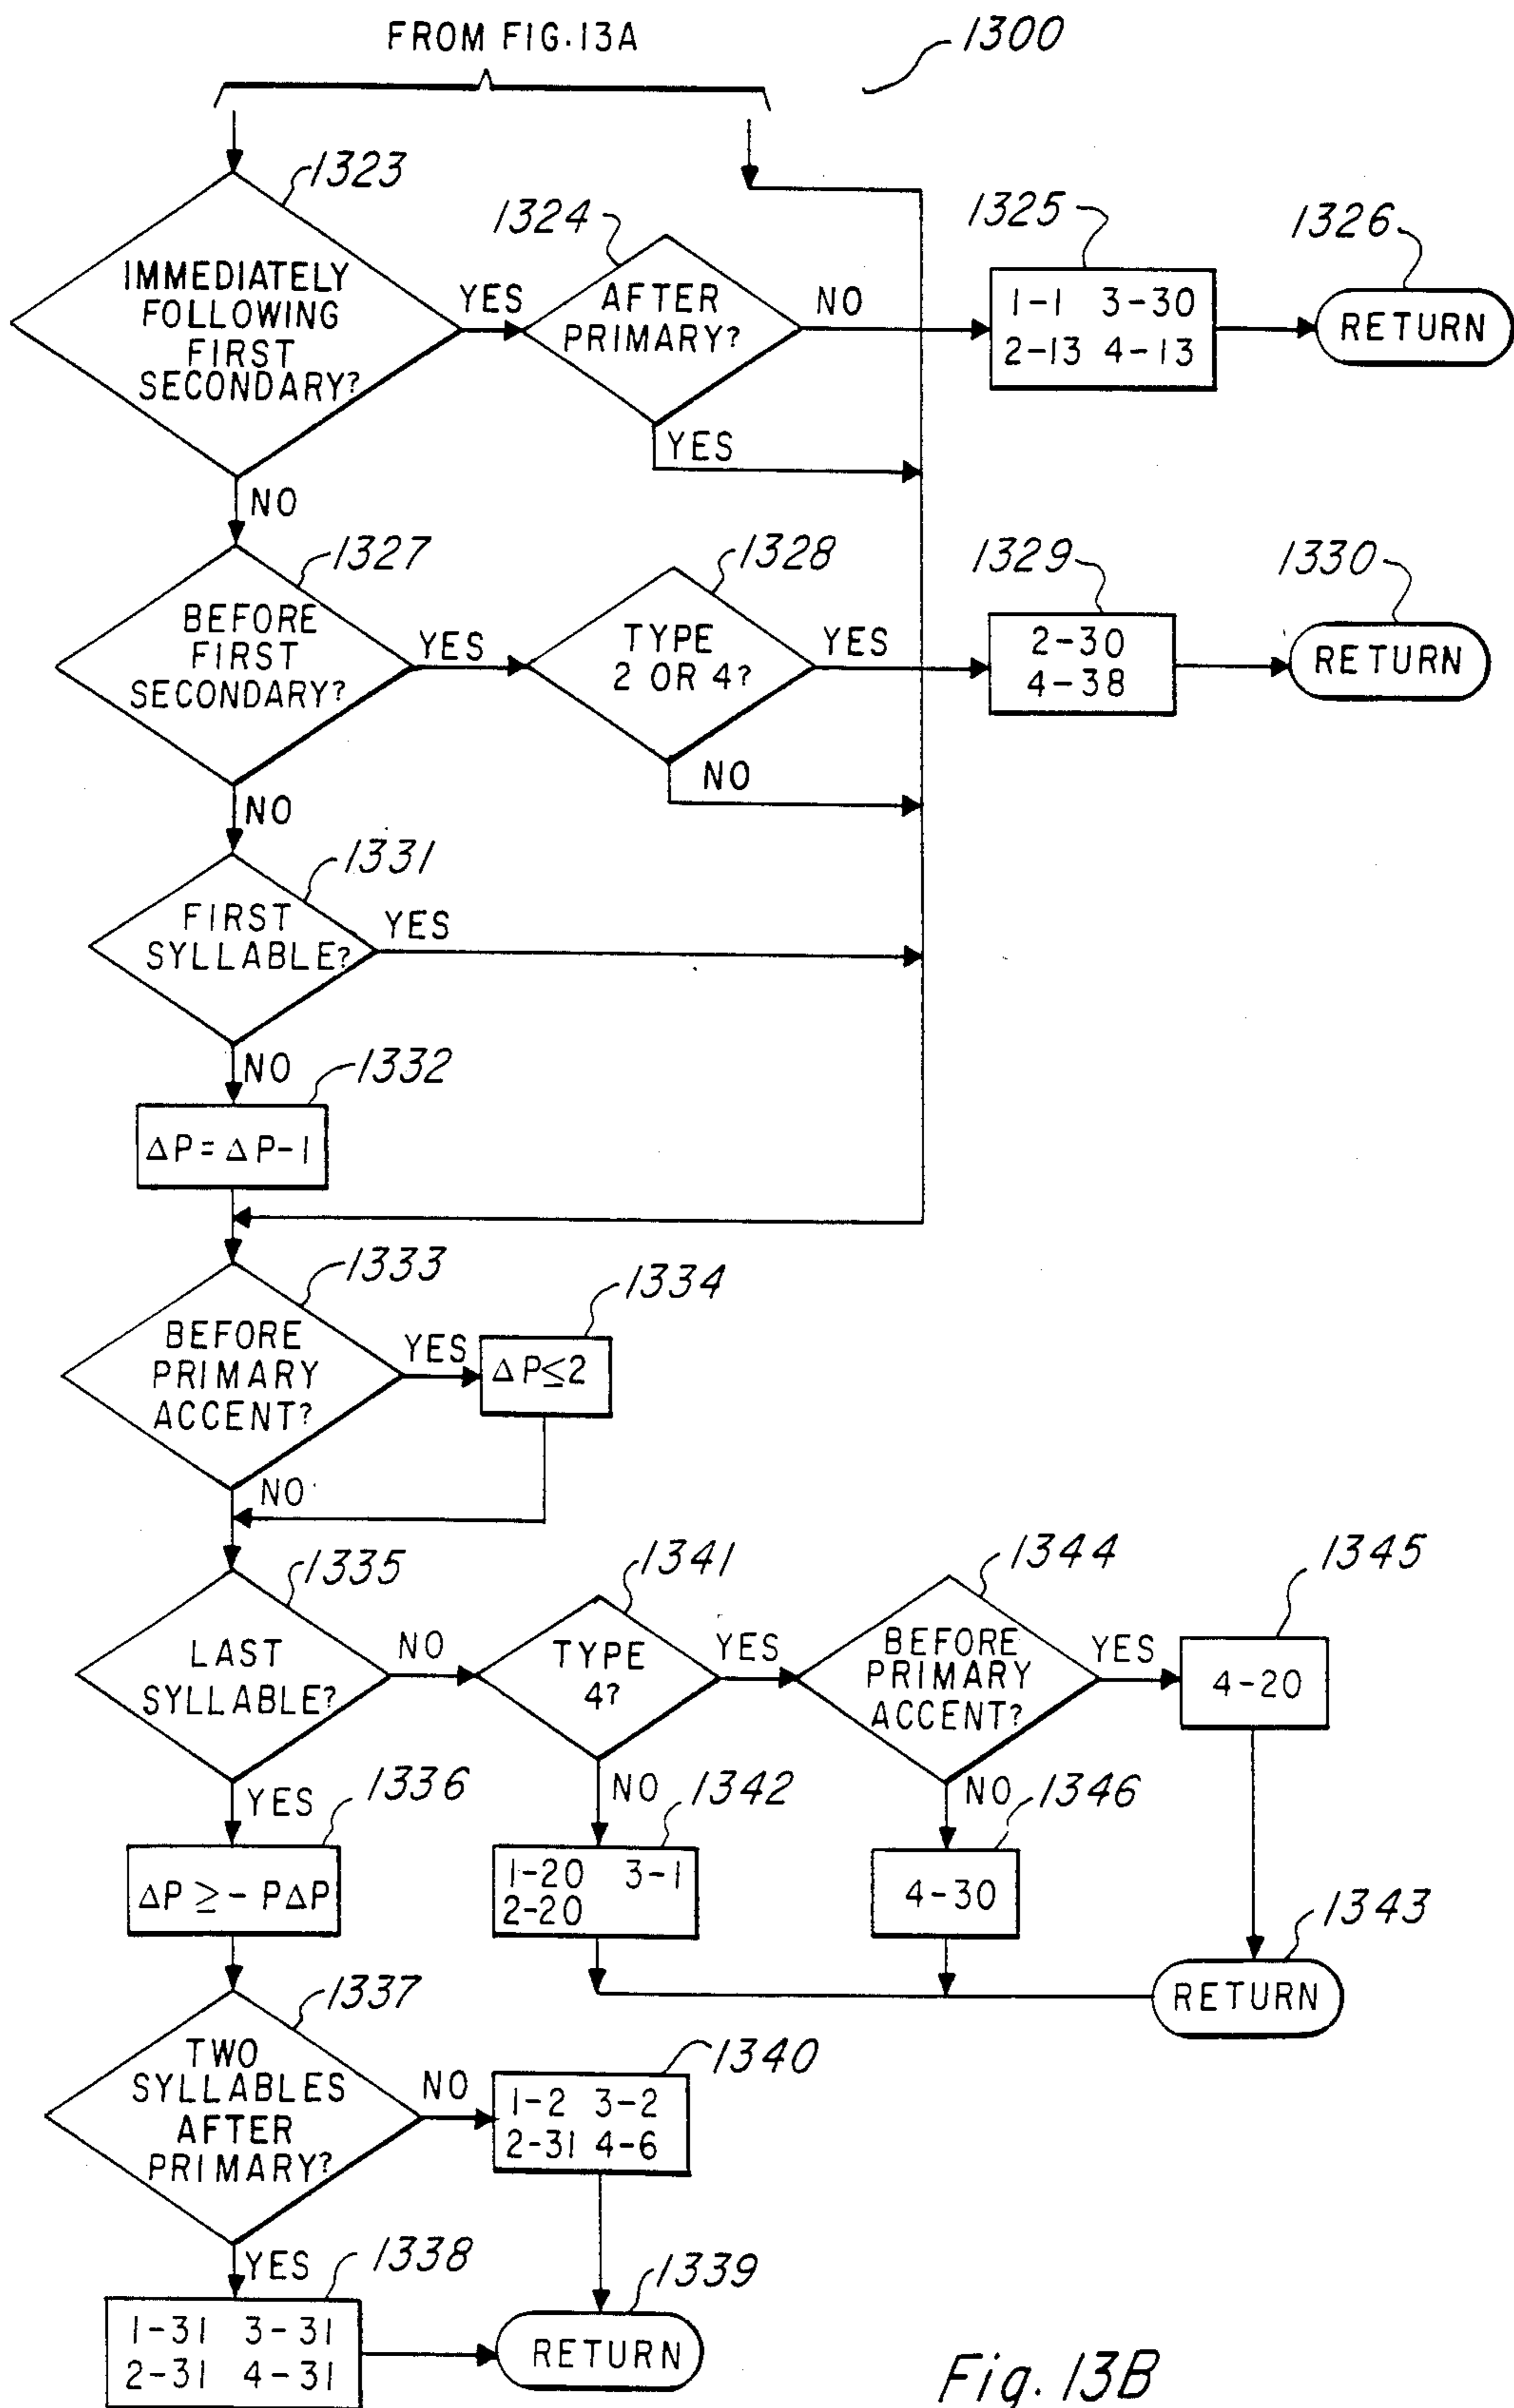 FROM FIG. 13A
1300
1323
IMMEDIATELY
FOLLOWING
FIRST
SECONDARY?
YES
NO
1324
AFTER
PRIMARY?
NO
YES
1325
1-1 3-30
2-13 4-13
1326
RETURN
1327
BEFORE
FIRST
SECONDARY?
YES
NO
1328
TYPE
2 OR 4?
YES
NO
1329
2-30
4-38
1330
RETURN
1331
FIRST
SYLLABLE?
YES
NO
1332
ΔP = ΔP-1
1333
BEFORE
PRIMARY
ACCENT?
YES
NO
1334
ΔP≤2
1335
LAST
SYLLABLE?
NO
YES
1341
TYPE
4?
YES
NO
1344
BEFORE
PRIMARY
ACCENT?
YES
NO
1345
4-20
1336
ΔP ≥ - PΔP
1342
1-20 3-1
2-20
1346
4-30
1343
RETURN
1337
TWO
SYLLABLES
AFTER
PRIMARY?
NO
YES
1340
1-2 3-2
2-31 4-6
1338
1-31 3-31
2-31 4-31
1339
RETURN
Fig. 13B